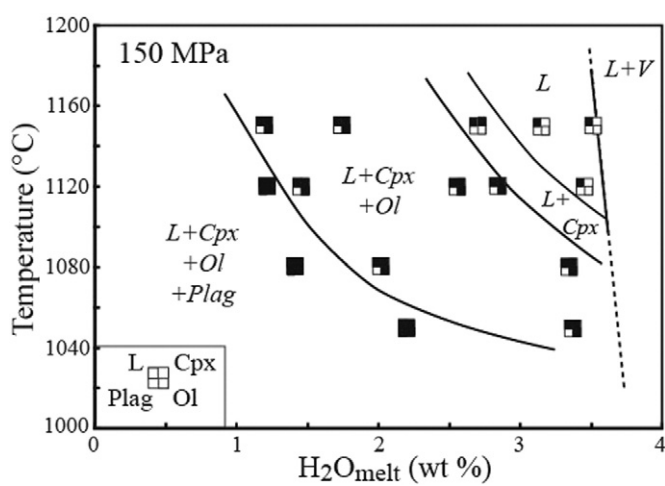 1200
150 MPa
L
L+V
1160
Temperature (°C)
1120
L+Cpx
+Ol
L+
Cpx
L+Cpx
+Ol
+Plag
1080
1040
L Cpx
Plag Ol
1000
0 1 2 3 4
H₂Omelt (wt %)